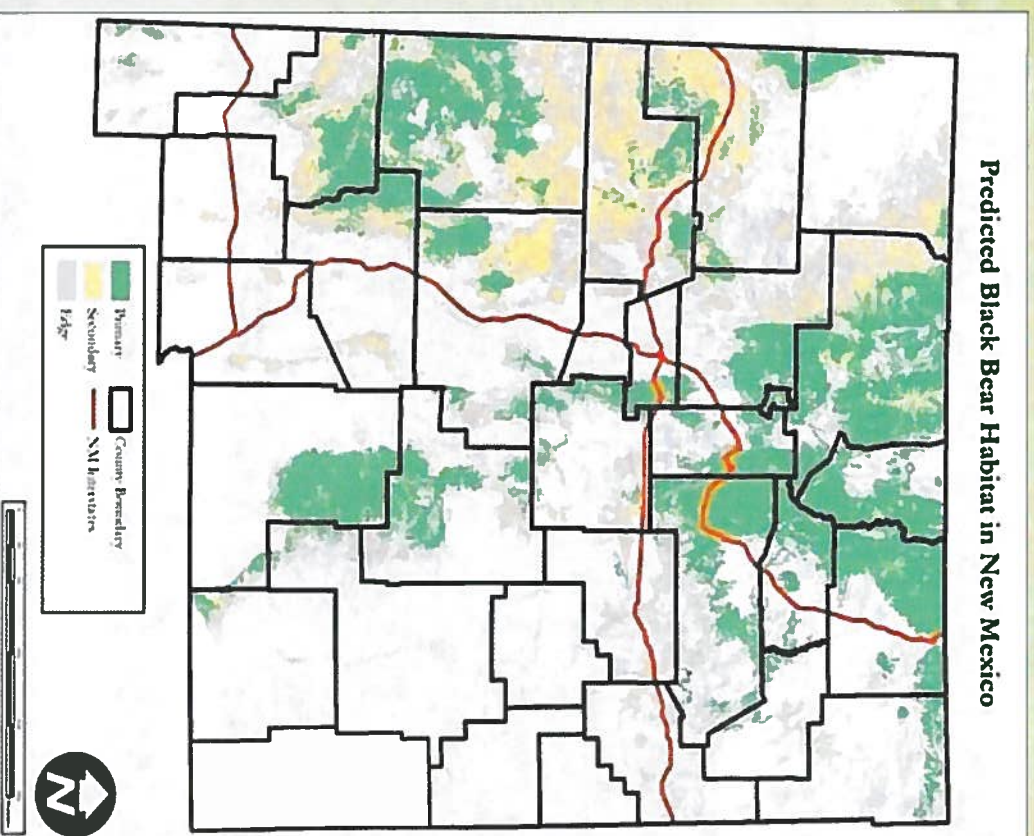 Predicted Black Bear Habitat in New Mexico
Primary
Secondary
Edge
County Boundary
NM Interstates
N